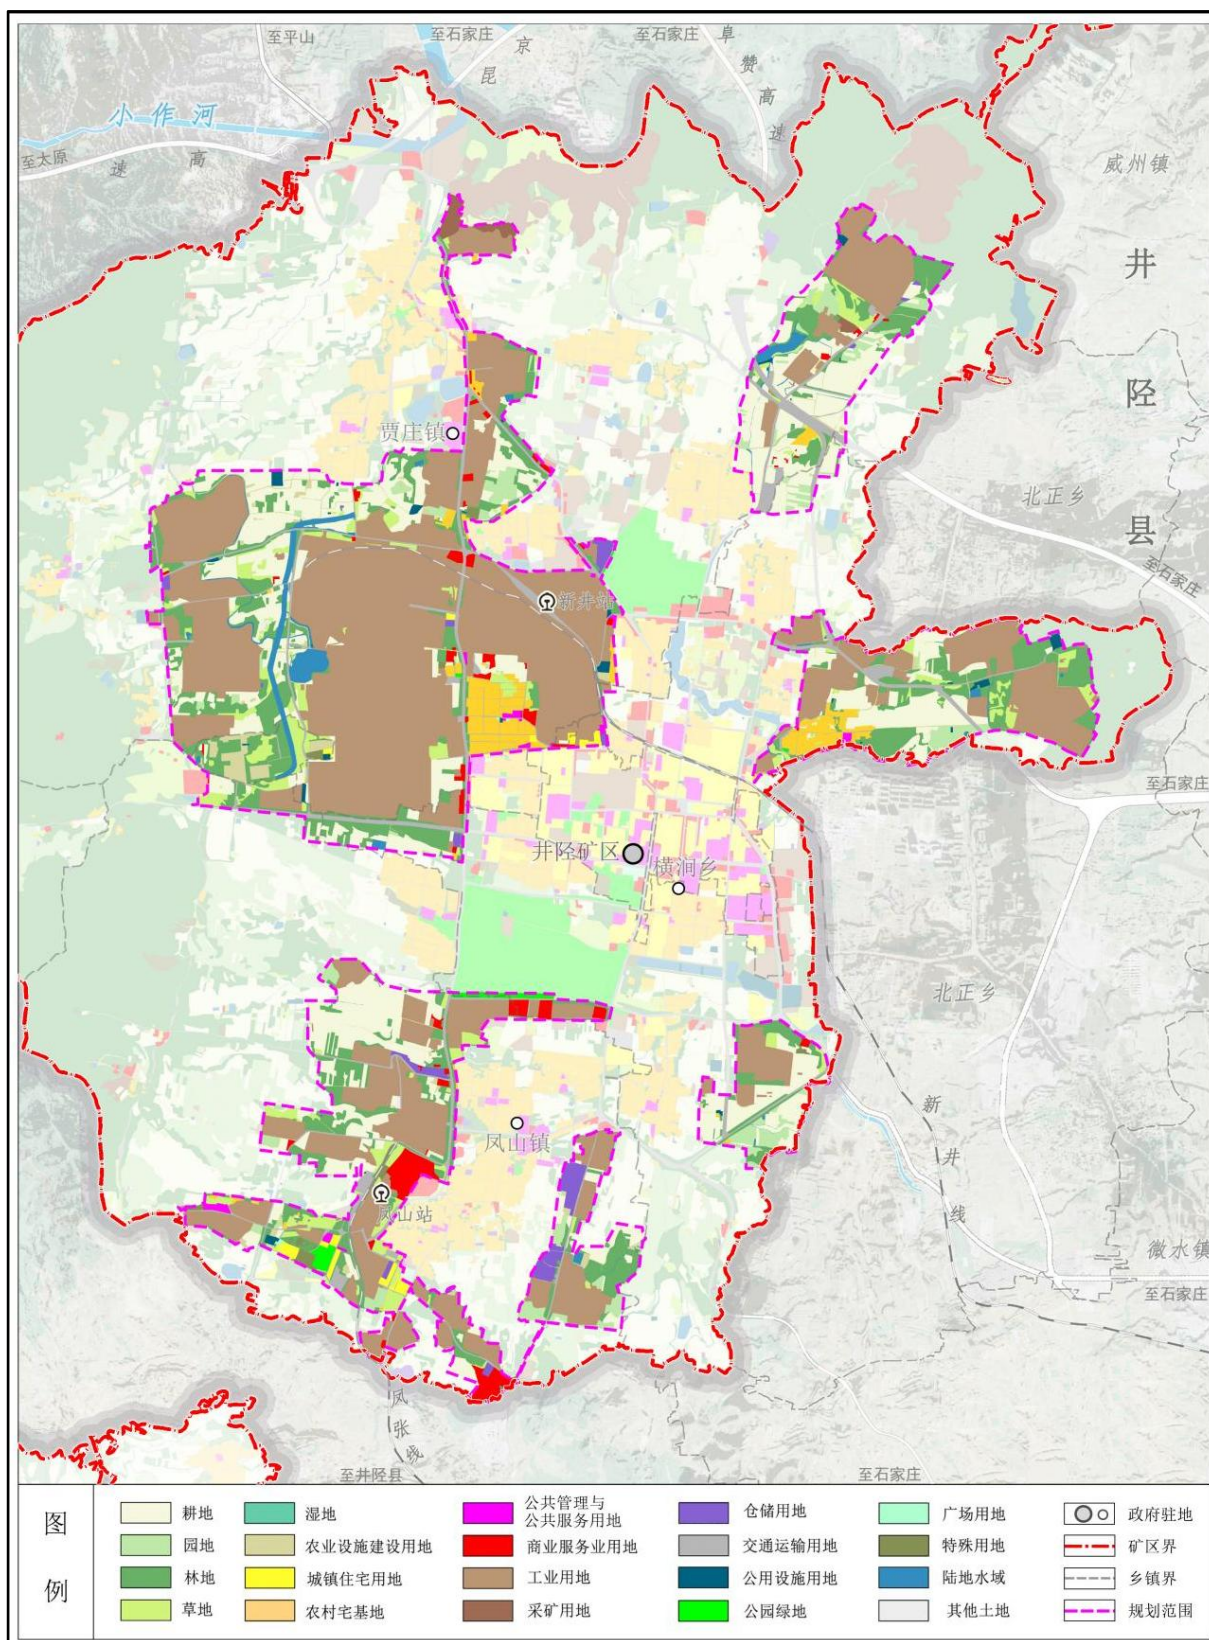 至平山
至石家庄
京
昆
至石家庄
阜
赞
高
速
小作河
至太原
速
高
威州镇
井
陉
县
贾庄镇
北正乡
至石家庄
新井站
至石家庄
井陉矿区
横涧乡
北正乡
凤山镇
新
井
线
凤山站
微水镇
至石家庄
凤
张
线
至井陉县
至石家庄
图
例
耕地
湿地
公共管理与
公共服务用地
仓储用地
广场用地
政府驻地
园地
农业设施建设用地
商业服务业用地
交通运输用地
特殊用地
矿区界
林地
城镇住宅用地
工业用地
公用设施用地
陆地水域
乡镇界
草地
农村宅基地
采矿用地
公园绿地
其他土地
规划范围